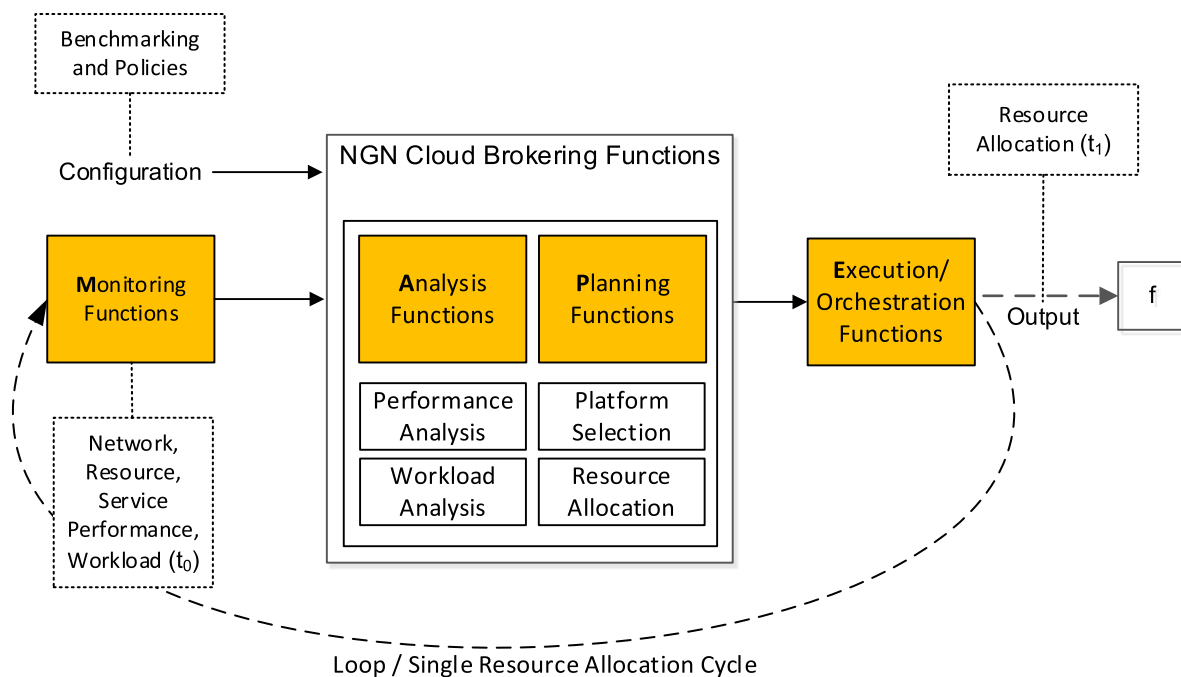 Benchmarking
and Policies
Configuration
NGN Cloud Brokering Functions
Resource
Allocation (t₁)
Monitoring
Functions
Analysis
Functions
Planning
Functions
Execution/
Orchestration
Functions
Output
f
Performance
Analysis
Platform
Selection
Workload
Analysis
Resource
Allocation
Network,
Resource,
Service
Performance,
Workload (t₀)
Loop / Single Resource Allocation Cycle